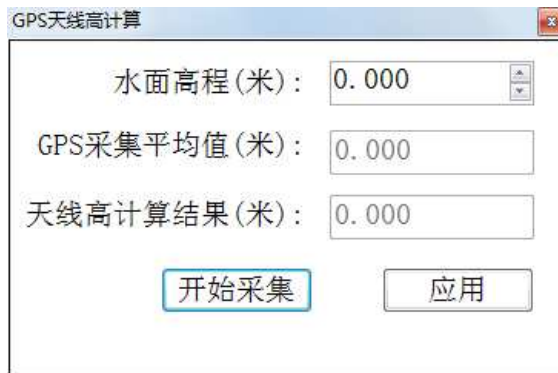 GPS天线高计算
水面高程(米): 0.000
GPS采集平均值(米): 0.000
天线高计算结果(米): 0.000
开始采集 应用